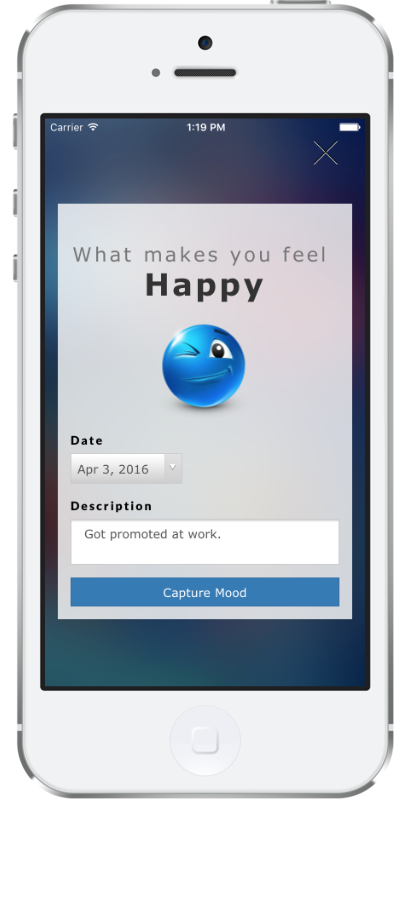 Carrier 1:19 PM
What makes you feel
Happy
Date
Apr 3, 2016
Description
Got promoted at work.
Capture Mood